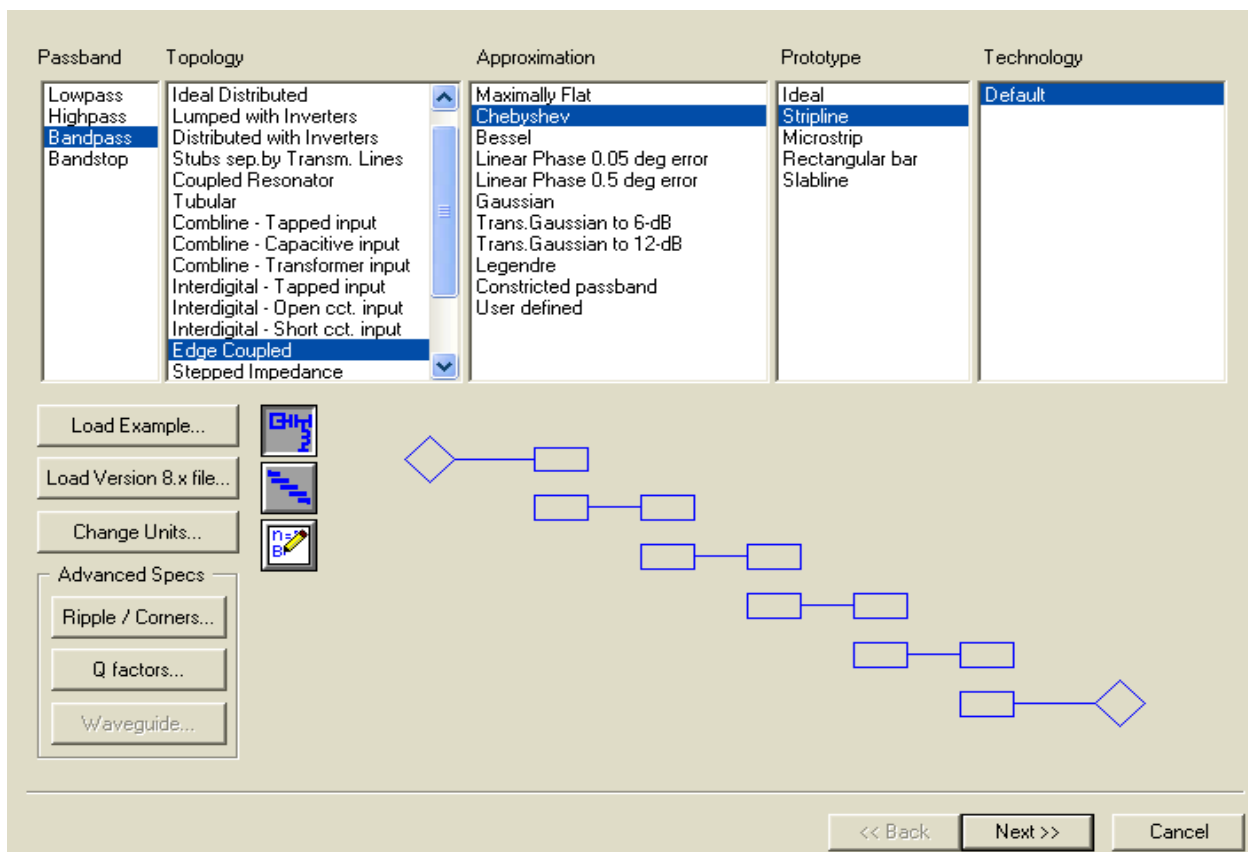 Passband
Topology
Approximation
Prototype
Technology
Lowpass
Highpass
Bandpass
Bandstop
Ideal Distributed
Lumped with Inverters
Distributed with Inverters
Stubs sep.by Transm. Lines
Coupled Resonator
Tubular
Combline - Tapped input
Combline - Capacitive input
Combline - Transformer input
Interdigital - Tapped input
Interdigital - Open cct. input
Interdigital - Short cct. input
Edge Coupled
Stepped Impedance
Maximally Flat
Chebyshev
Bessel
Linear Phase 0.05 deg error
Linear Phase 0.5 deg error
Gaussian
Trans.Gaussian to 6-dB
Trans.Gaussian to 12-dB
Legendre
Constricted passband
User defined
Ideal
Stripline
Microstrip
Rectangular bar
Slabline
Default
Load Example...
Load Version 8.x file...
Change Units...
Advanced Specs
Ripple / Corners...
Q factors...
Waveguide...
<< Back
Next >>
Cancel